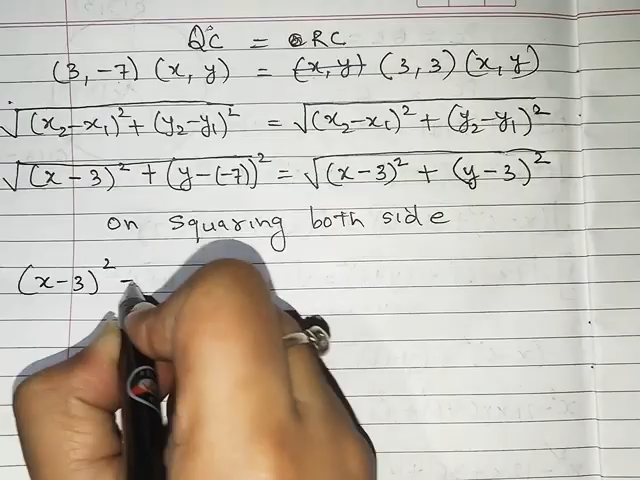 QC = RC
(3, -7) (x, y) = (x, y) (3, 3) (x, y)
√(x₂-x₁)² + (y₂-y₁)² = √(x₂-x₁)² + (y₂-y₁)²
√(x-3)² + (y-(-7))² = √(x-3)² + (y-3)²
on squaring both side
(x-3)² -